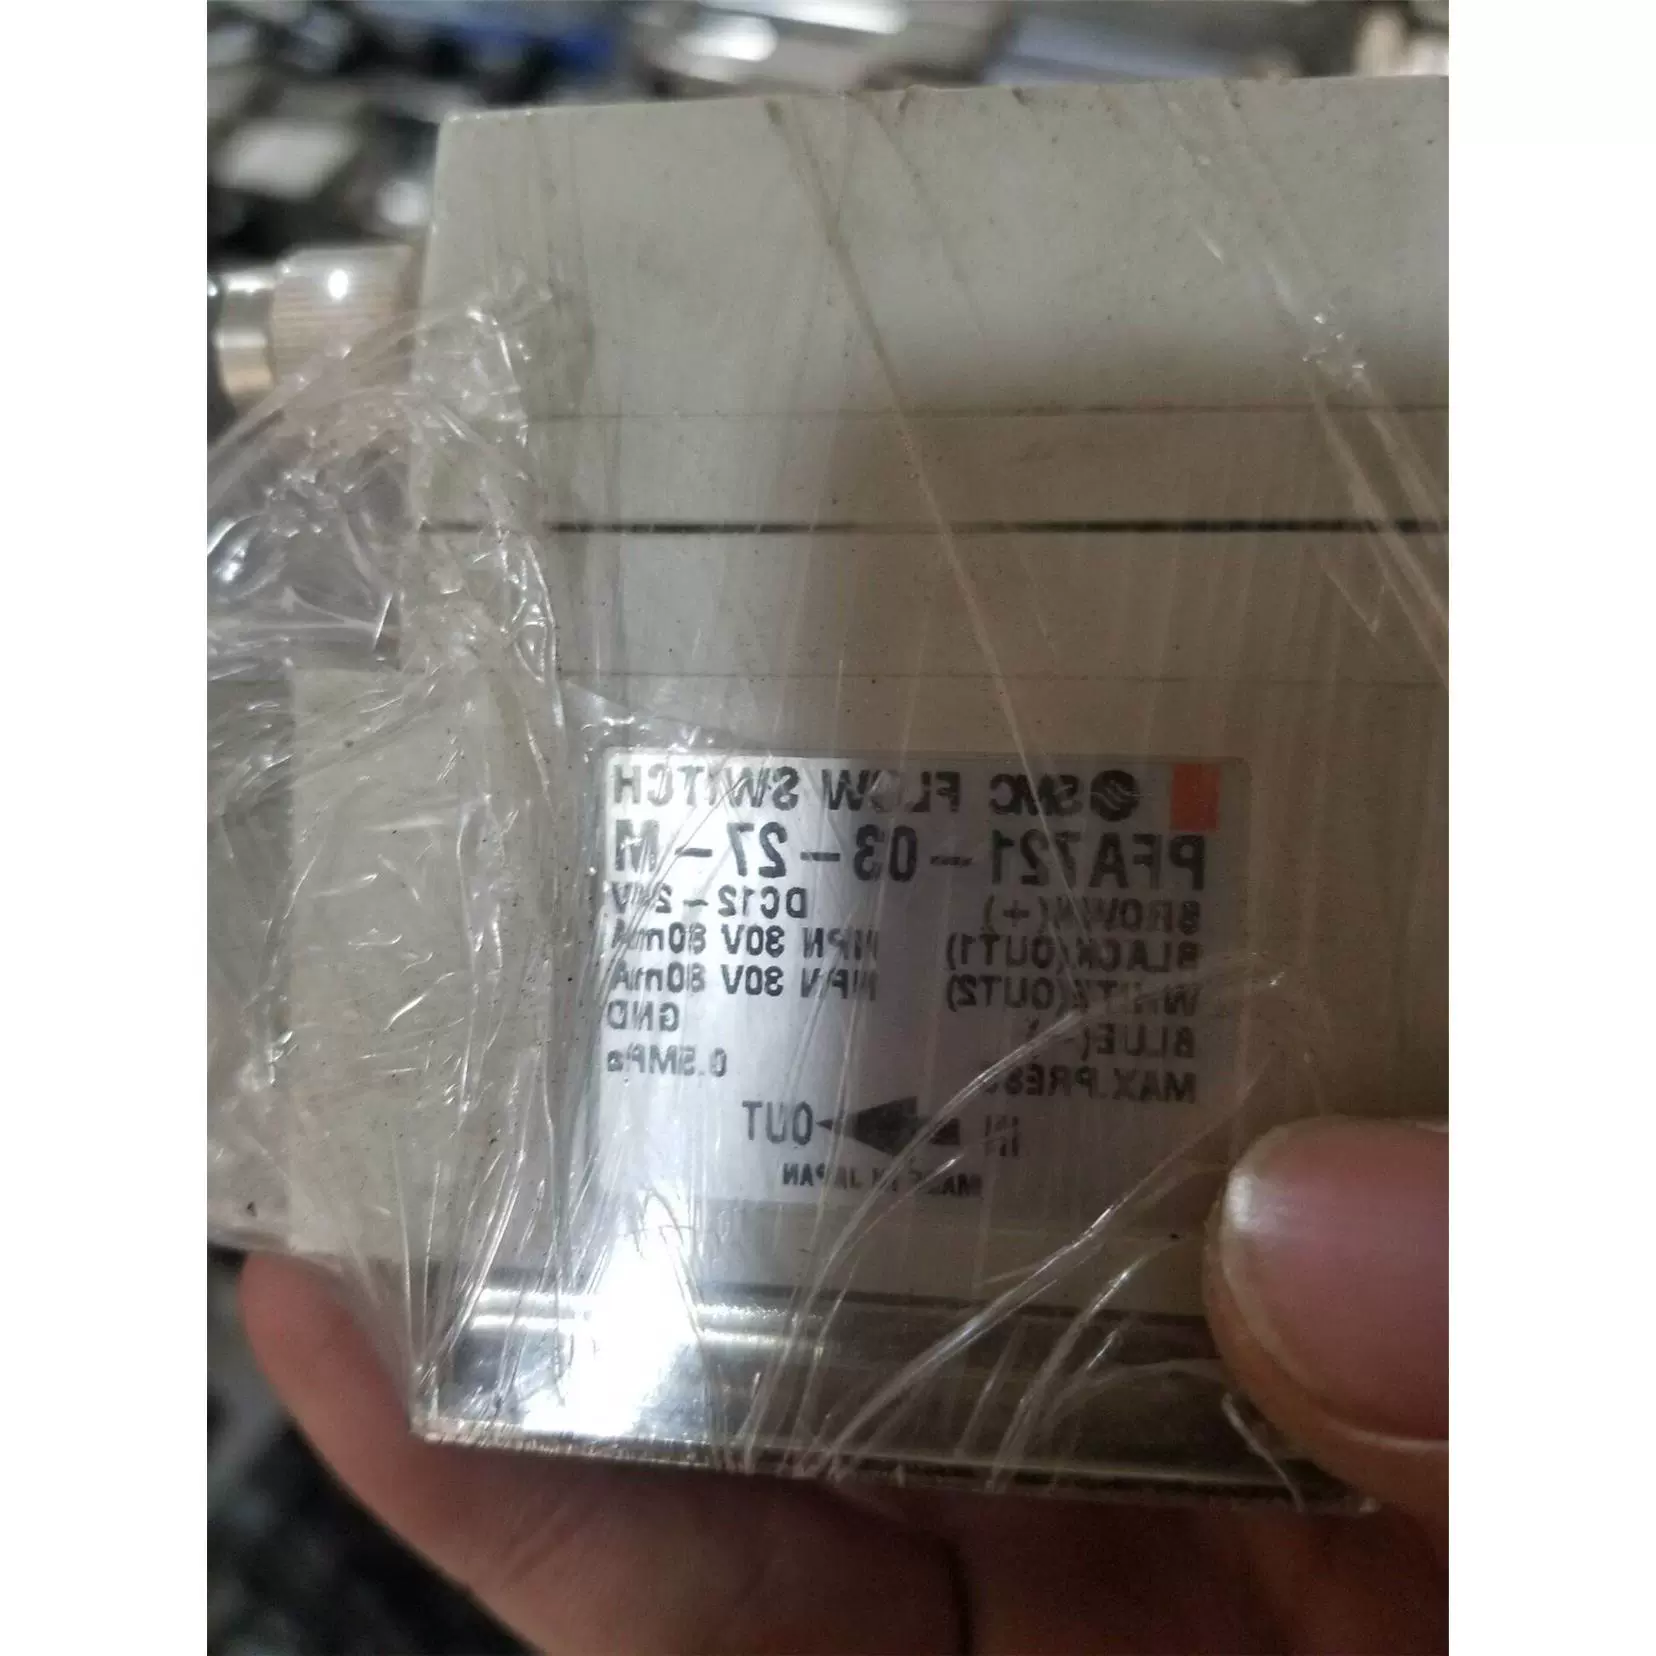 SMC FLOW SWITCH
PFA721-03-27-M
BROWN(+) DC12-24V
BLACK(OUT1) NPN 30V 80mA
WHITE(OUT2) NPN 30V 80mA
BLUE(-) GND
MAX.PRESS 0.5MPa
IN OUT
MADE IN JAPAN